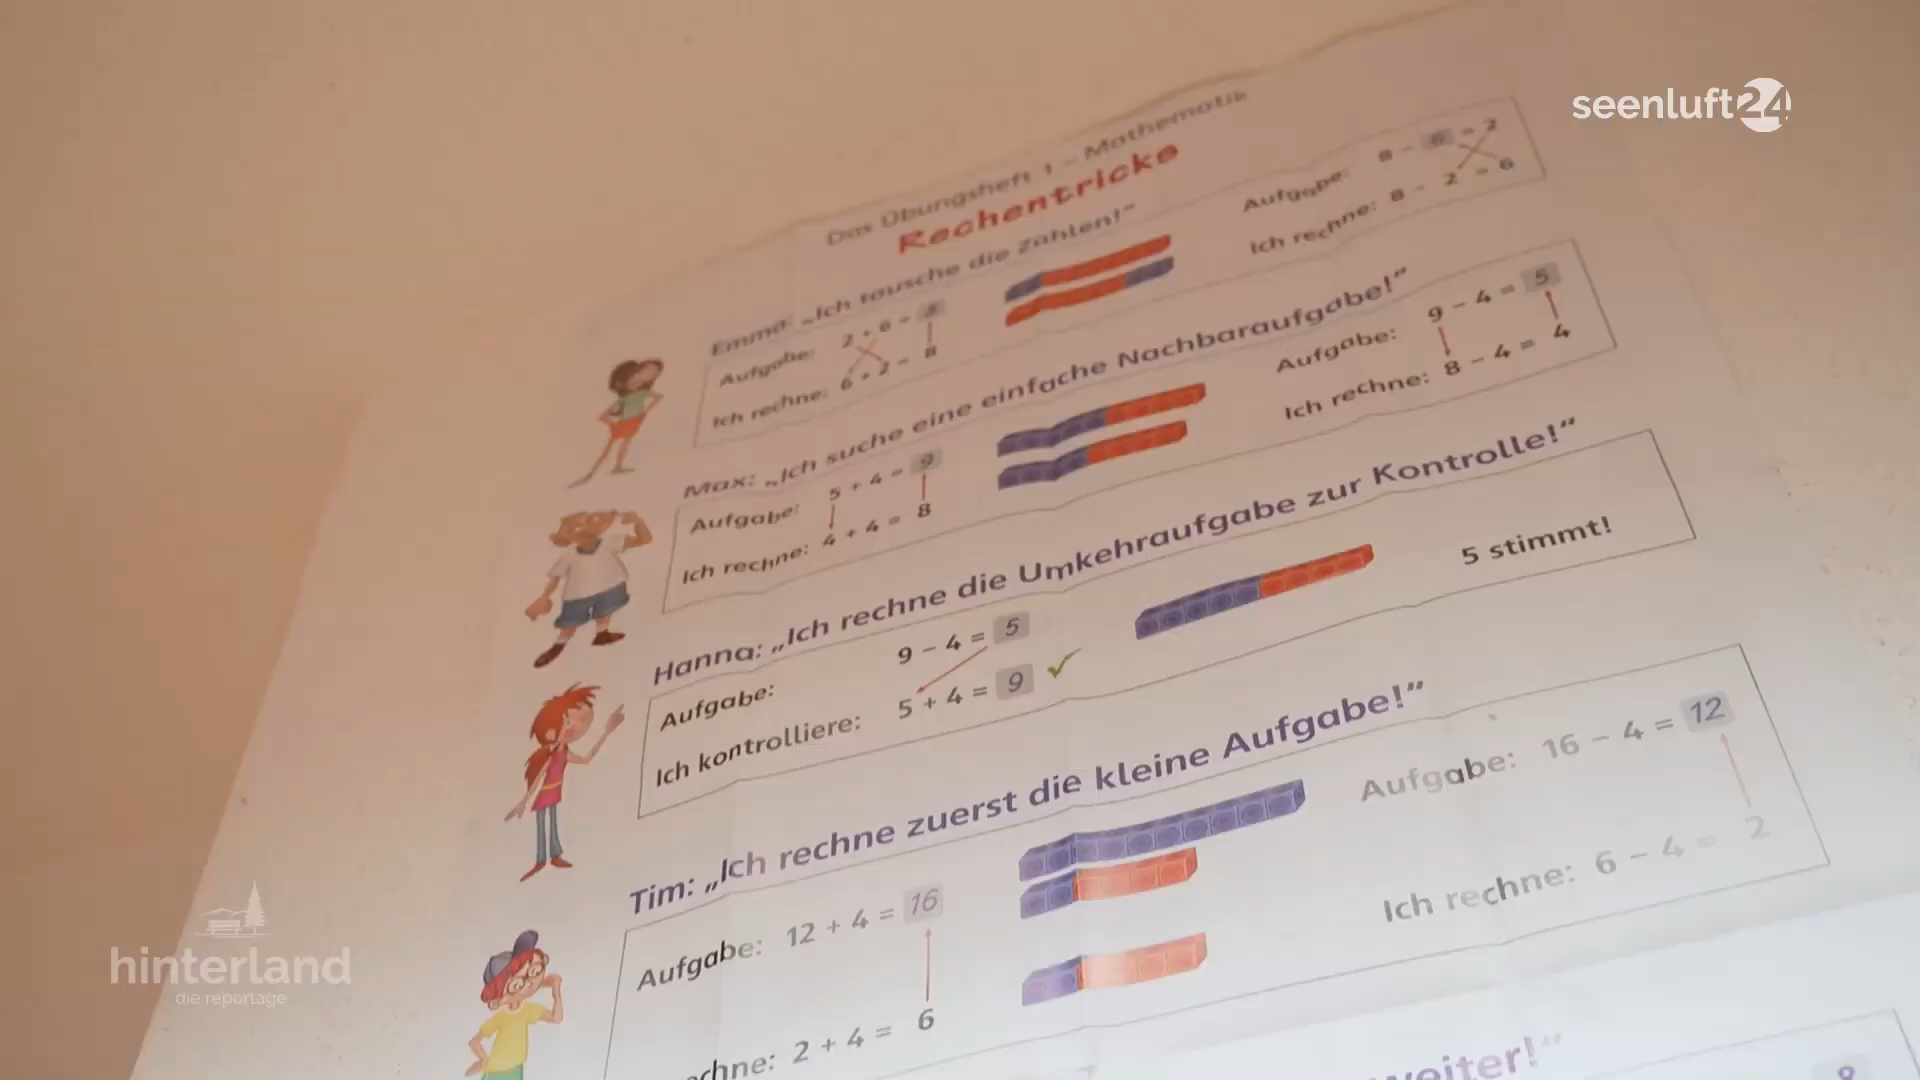 seenluft24
Das Übungsheft 1 – Mathematik
Rechentricks
Emma: „Ich tausche die Zahlen!“
Aufgabe: 2 + 6 = 8
Ich rechne: 6 + 2 = 8
Aufgabe: 8 – 6 = 2
Ich rechne: 8 – 2 = 6
Max: „Ich suche eine einfache Nachbaraufgabe!“
Aufgabe: 5 + 4 = 9
Ich rechne: 4 + 4 = 8
Aufgabe: 9 – 4 = 5
Ich rechne: 8 – 4 = 4
Hanna: „Ich rechne die Umkehraufgabe zur Kontrolle!“
Aufgabe: 9 – 4 = 5
Ich kontrolliere: 5 + 4 = 9
5 stimmt!
Tim: „Ich rechne zuerst die kleine Aufgabe!“
Aufgabe: 12 + 4 = 16
chne: 2 + 4 = 6
Aufgabe: 16 – 4 = 12
Ich rechne: 6 – 4 = 2
weiter!“
hinterland
die reportage